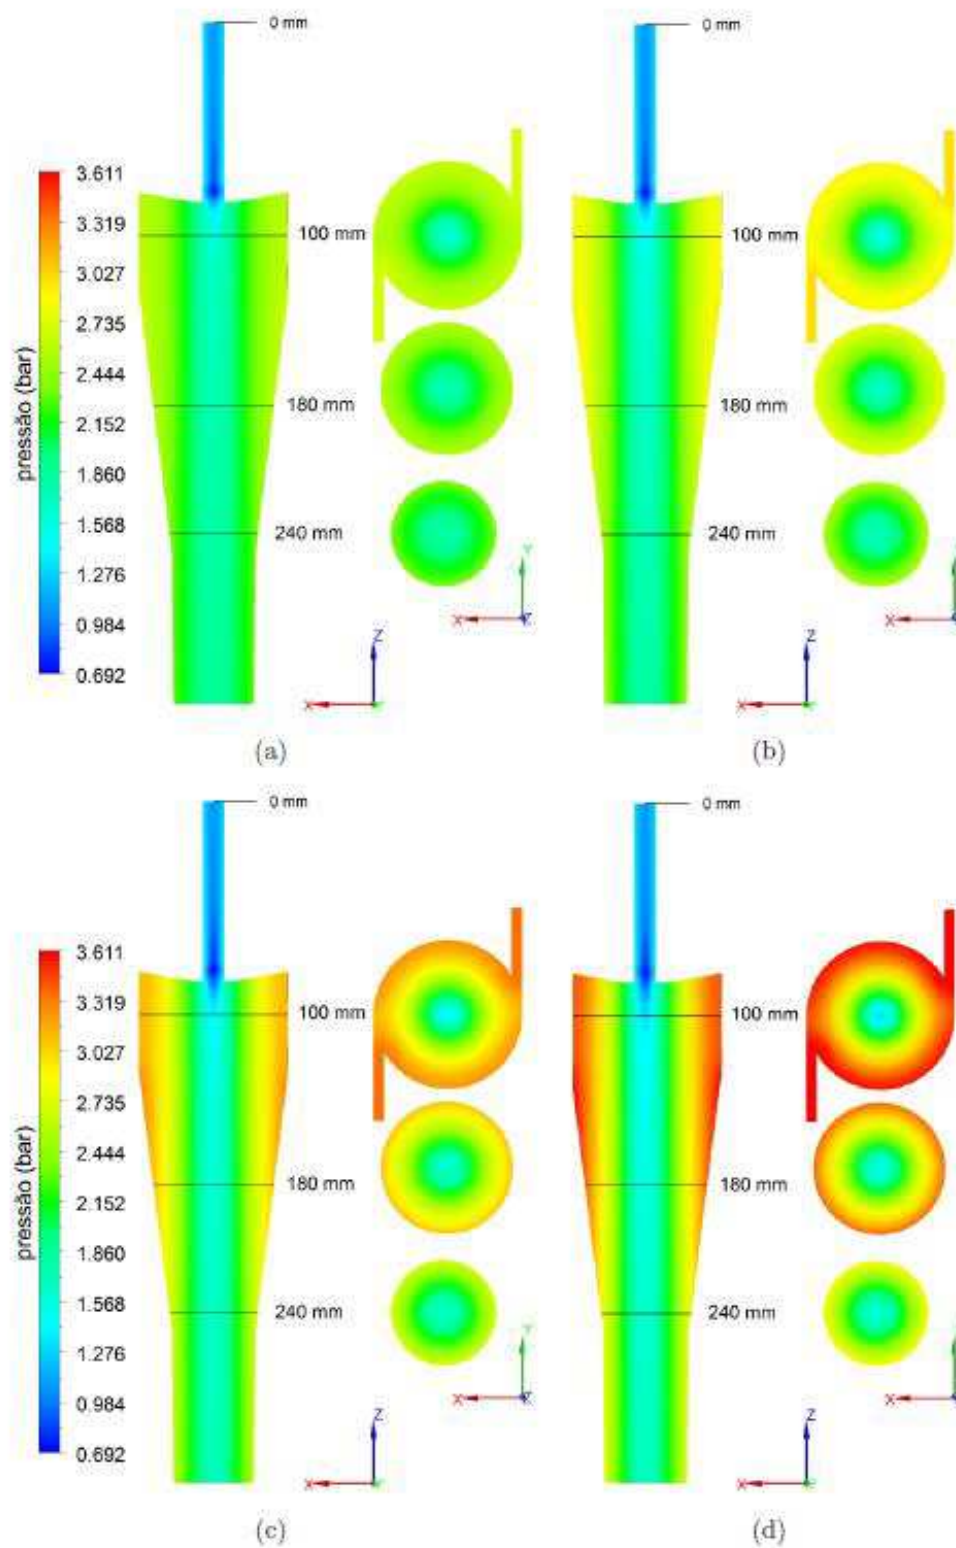 0 mm
0 mm
pressão (bar)
3.611
3.319
3.027
2.735
2.444
2.152
1.860
1.568
1.276
0.984
0.692
100 mm
100 mm
180 mm
180 mm
240 mm
240 mm
Y
X
Z
X
Z
X
Z
X
(a)
(b)
0 mm
0 mm
pressão (bar)
3.611
3.319
3.027
2.735
2.444
2.152
1.860
1.568
1.276
0.984
0.692
100 mm
100 mm
180 mm
180 mm
240 mm
240 mm
Y
X
Z
X
Z
X
Z
X
(c)
(d)